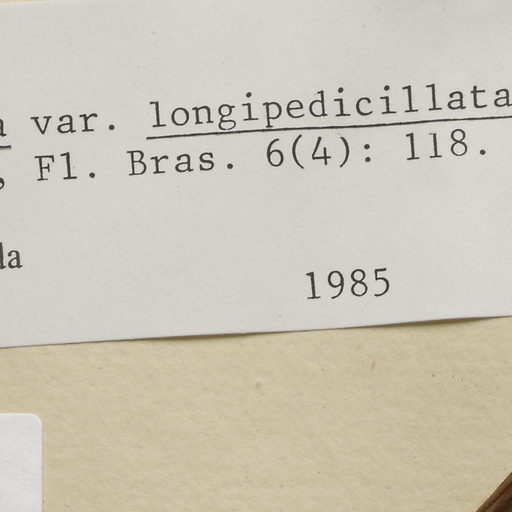 a var. longipedicillata
, Fl. Bras. 6(4): 118.
la
1985